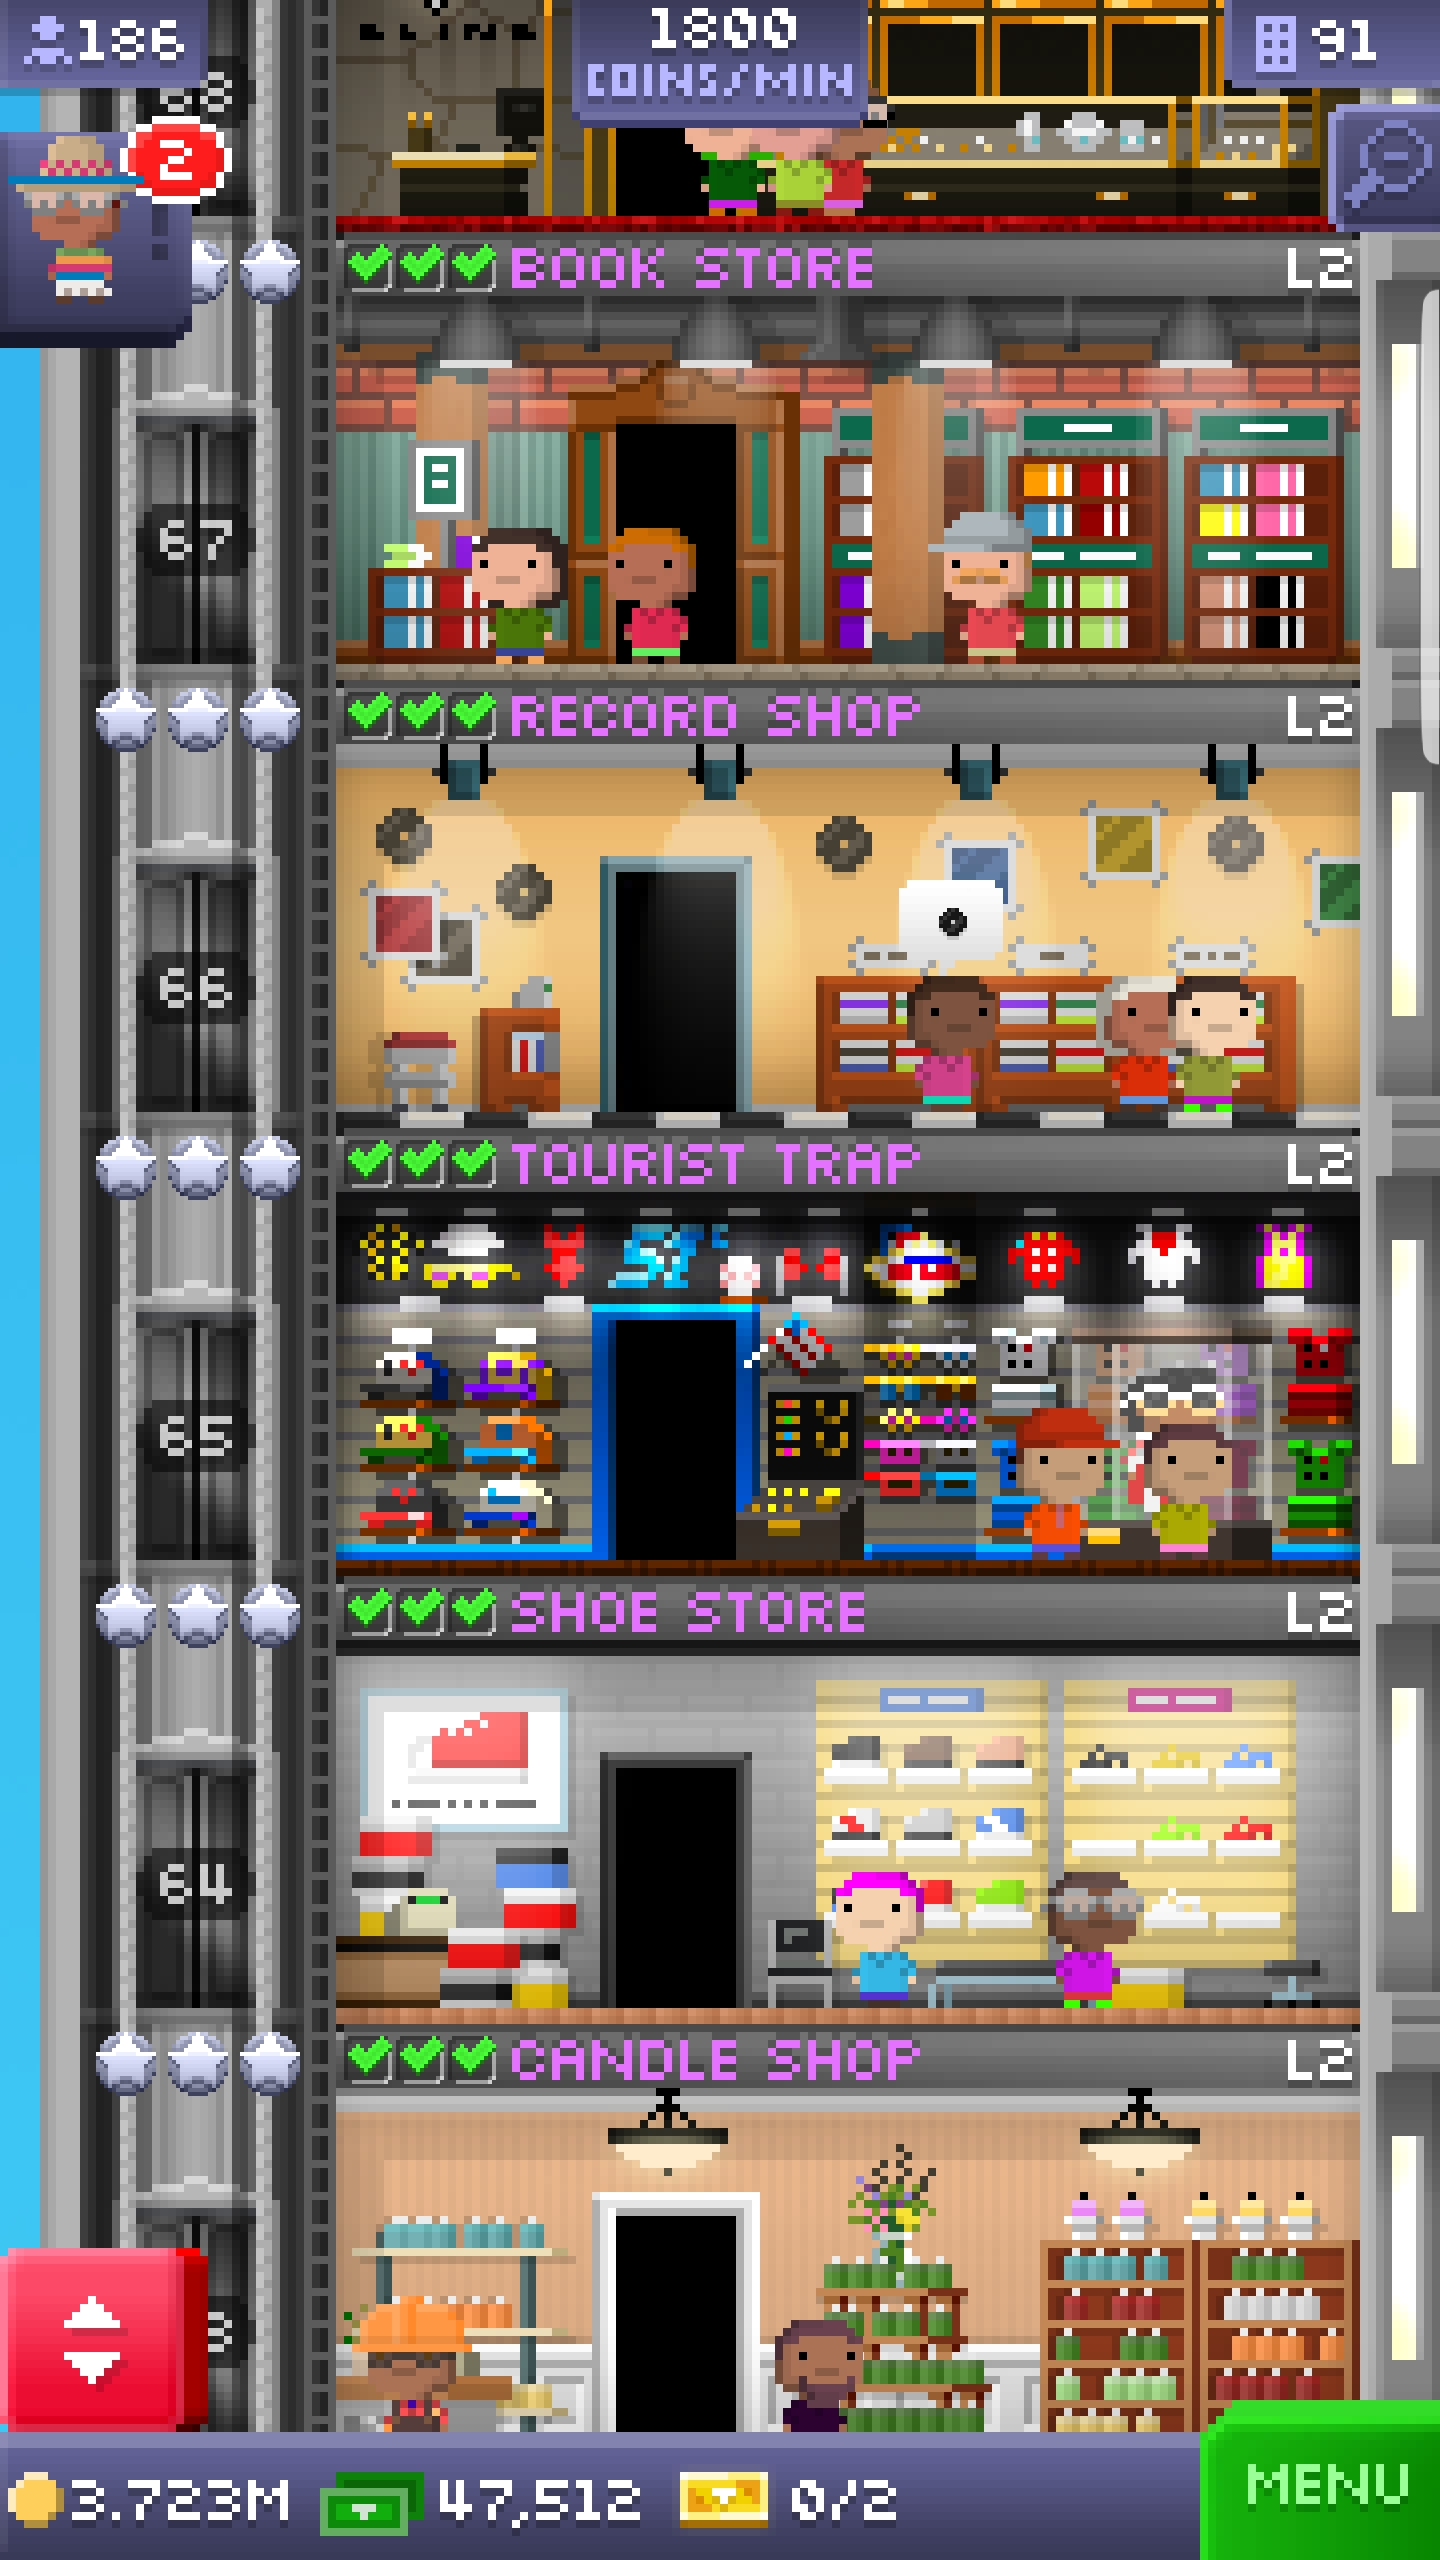 186
1800
COINS/MIN
91
2
BOOK STORE L2
67
RECORD SHOP L2
66
TOURIST TRAP L2
65
SHOE STORE L2
64
CANDLE SHOP L2
3.723M 47,512 0/2
MENU